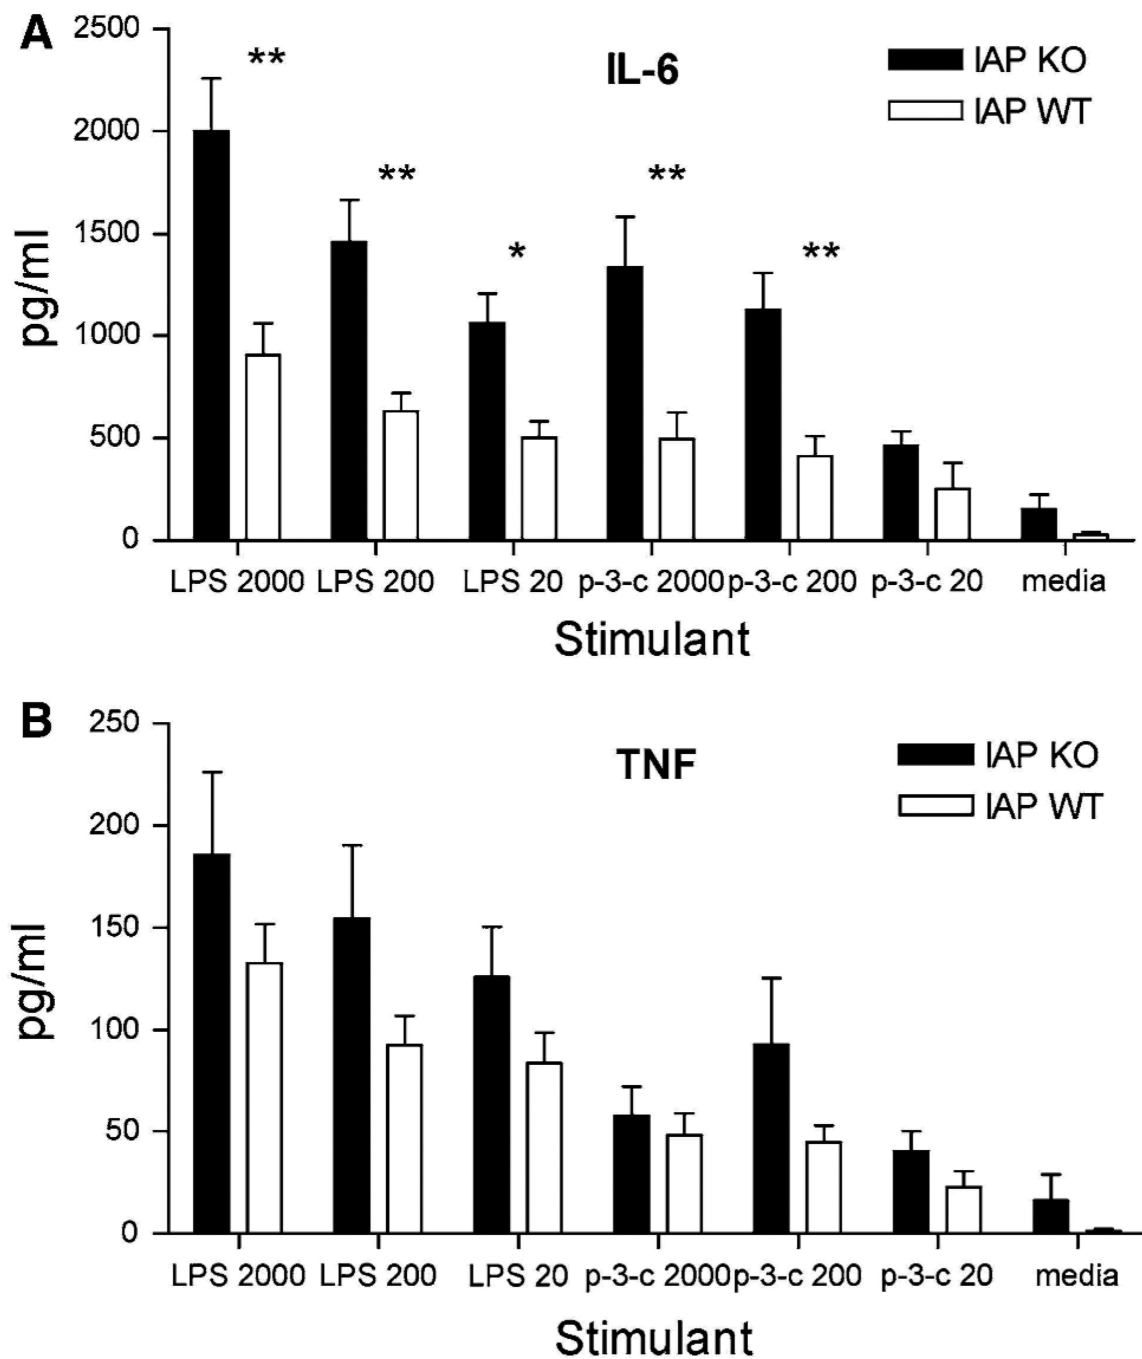 A
IL-6
IAP KO
IAP WT
2500
2000
1500
1000
500
0
pg/ml
**
**
*
**
**
LPS 2000 LPS 200 LPS 20 p-3-c 2000 p-3-c 200 p-3-c 20 media
Stimulant
B
TNF
IAP KO
IAP WT
250
200
150
100
50
0
pg/ml
LPS 2000 LPS 200 LPS 20 p-3-c 2000 p-3-c 200 p-3-c 20 media
Stimulant